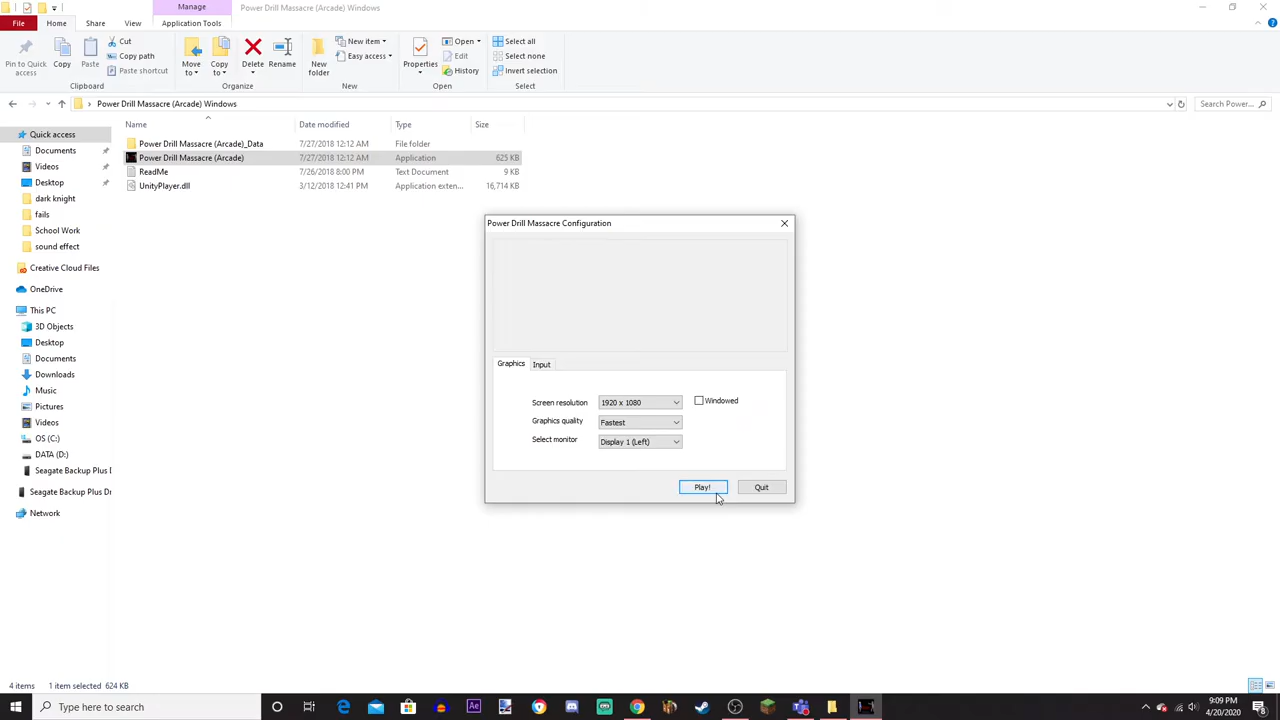 Manage
Power Drill Massacre (Arcade) Windows
File
Home
Share
View
Application Tools
Pin to Quick access
Copy
Paste
Cut
Copy path
Paste shortcut
Clipboard
Move to
Copy to
Delete
Rename
Organize
New folder
New item
Easy access
New
Properties
Open
Edit
History
Open
Select all
Select none
Invert selection
Select
Power Drill Massacre (Arcade) Windows
Search Power...
Name
Date modified
Type
Size
Power Drill Massacre (Arcade)_Data 7/27/2018 12:12 AM File folder
Power Drill Massacre (Arcade) 7/27/2018 12:12 AM Application 625 KB
ReadMe 7/26/2018 8:00 PM Text Document 9 KB
UnityPlayer.dll 3/12/2018 12:41 PM Application exten... 16,714 KB
Quick access
Documents
Videos
Desktop
dark knight
fails
School Work
sound effect
Creative Cloud Files
OneDrive
This PC
3D Objects
Desktop
Documents
Downloads
Music
Pictures
Videos
OS (C:)
DATA (D:)
Seagate Backup Plus D
Seagate Backup Plus Dr
Network
Power Drill Massacre Configuration
Graphics
Input
Screen resolution 1920 x 1080
Windowed
Graphics quality Fastest
Select monitor Display 1 (Left)
Play!
Quit
4 items
1 item selected 624 KB
Type here to search
Ae
9:09 PM
4/20/2020